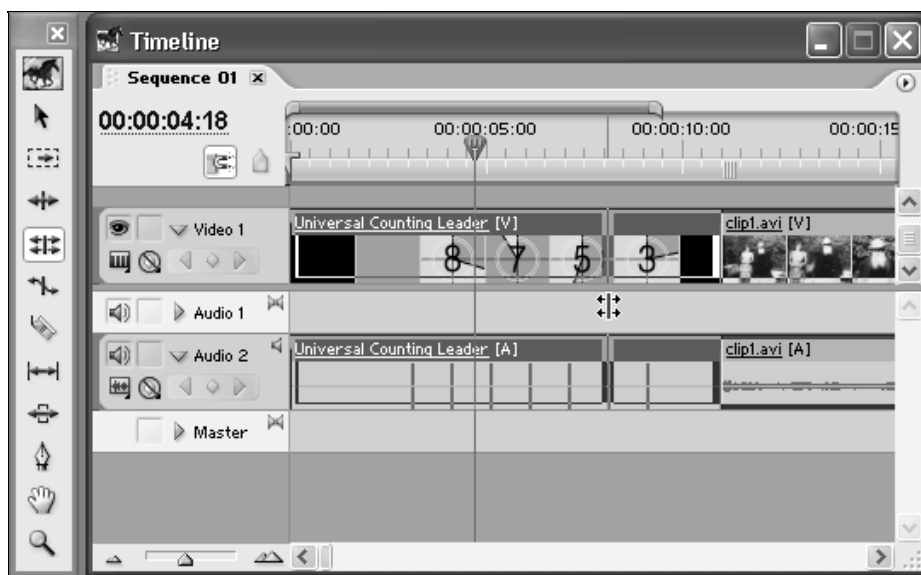 Timeline
Sequence 01
00:00:04:18
:00:00 00:00:05:00 00:00:10:00 00:00:15
Video 1
Universal Counting Leader [V] clip1.avi [V]
8 7 5 3
Audio 1
Audio 2
Universal Counting Leader [A] clip1.avi [A]
Master